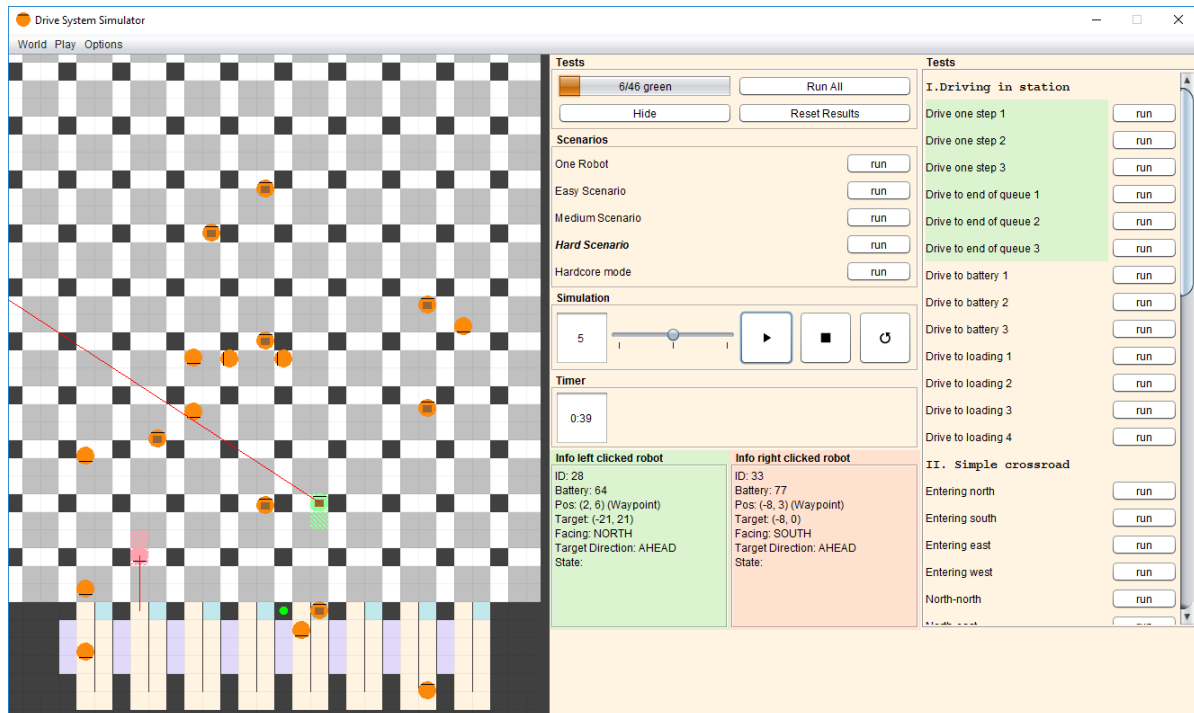 Drive System Simulator
World Play Options
Tests
6/46 green
Run All
Hide
Reset Results
Scenarios
One Robot
run
Easy Scenario
run
Medium Scenario
run
Hard Scenario
run
Hardcore mode
run
Simulation
5
Timer
0:39
Info left clicked robot
ID: 28
Battery: 64
Pos: (2, 6) (Waypoint)
Target: (-21, 21)
Facing: NORTH
Target Direction: AHEAD
State:
Info right clicked robot
ID: 33
Battery: 77
Pos: (-8, 3) (Waypoint)
Target: (-8, 0)
Facing: SOUTH
Target Direction: AHEAD
State:
Tests
I.Driving in station
Drive one step 1
run
Drive one step 2
run
Drive one step 3
run
Drive to end of queue 1
run
Drive to end of queue 2
run
Drive to end of queue 3
run
Drive to battery 1
run
Drive to battery 2
run
Drive to battery 3
run
Drive to loading 1
run
Drive to loading 2
run
Drive to loading 3
run
Drive to loading 4
run
II. Simple crossroad
Entering north
run
Entering south
run
Entering east
run
Entering west
run
North-north
run